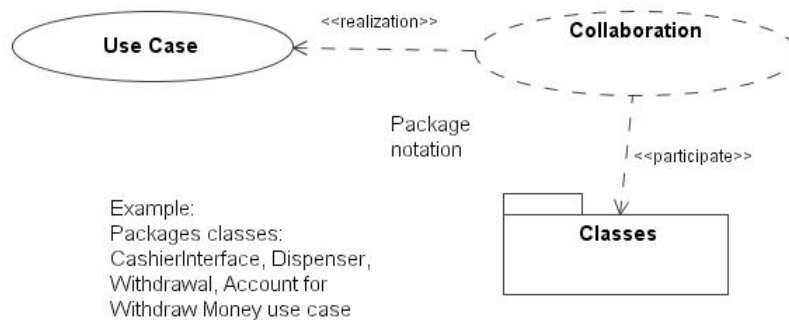 <<realization>>
Use Case
Collaboration
Package
notation
<<participate>>
Classes
Example:
Packages classes:
CashierInterface, Dispenser,
Withdrawal, Account for
Withdraw Money use case